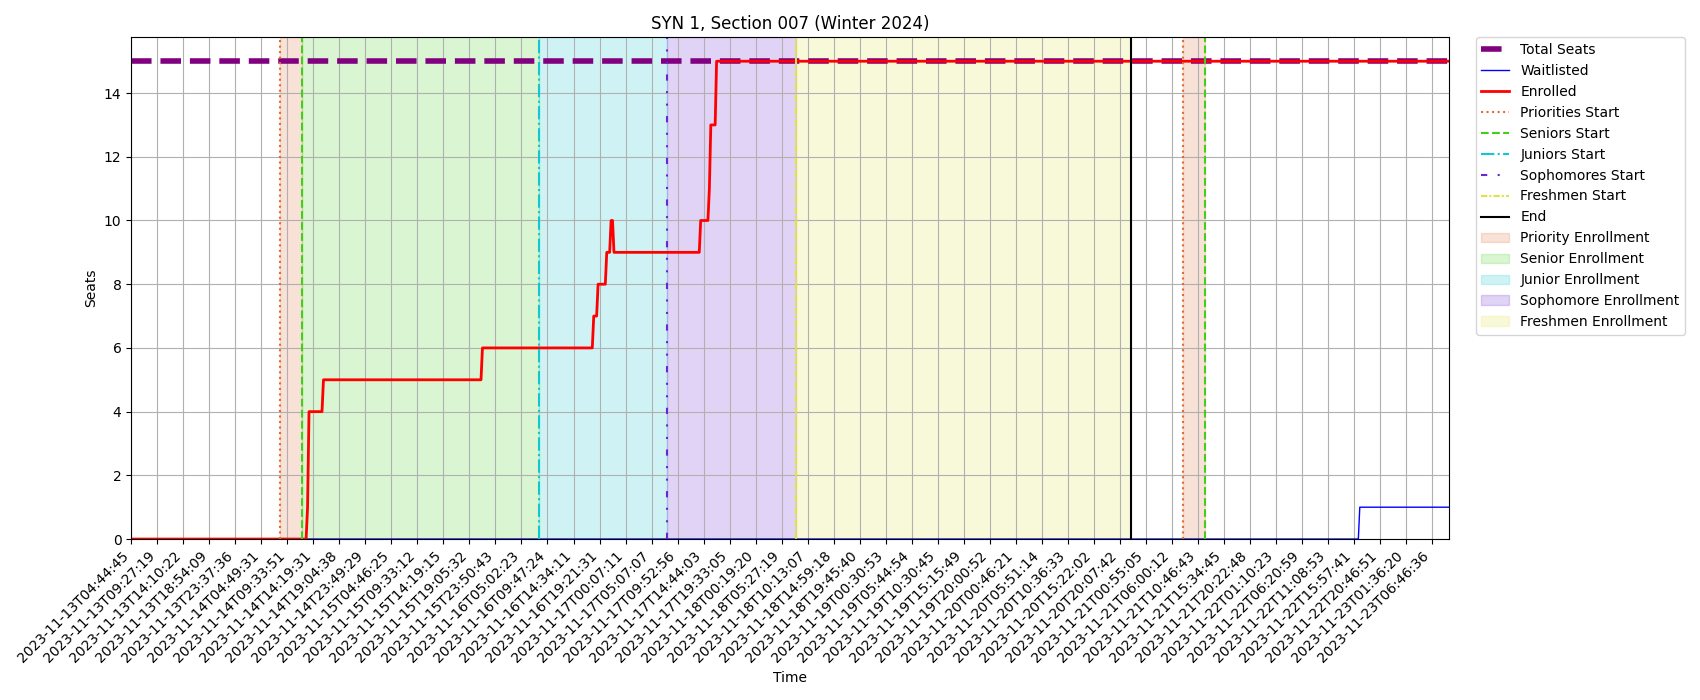 SYN 1, Section 007 (Winter 2024)
Total Seats
Waitlisted
Enrolled
Priorities Start
Seniors Start
Juniors Start
Sophomores Start
Freshmen Start
End
Priority Enrollment
Senior Enrollment
Junior Enrollment
Sophomore Enrollment
Freshmen Enrollment
Seats
14
12
10
8
6
4
2
0
2023-11-13T04:44:45
2023-11-13T09:27:19
2023-11-13T14:10:22
2023-11-13T18:54:09
2023-11-13T23:37:36
2023-11-14T04:49:31
2023-11-14T09:33:51
2023-11-14T14:19:31
2023-11-14T19:04:38
2023-11-14T23:49:29
2023-11-15T04:46:25
2023-11-15T09:33:12
2023-11-15T14:19:15
2023-11-15T19:05:32
2023-11-15T23:50:43
2023-11-16T05:02:23
2023-11-16T09:47:24
2023-11-16T14:34:11
2023-11-16T19:21:31
2023-11-17T00:07:11
2023-11-17T05:07:07
2023-11-17T09:52:56
2023-11-17T14:44:03
2023-11-17T19:33:05
2023-11-18T00:19:20
2023-11-18T05:27:19
2023-11-18T10:13:07
2023-11-18T14:59:18
2023-11-18T19:45:40
2023-11-19T00:30:53
2023-11-19T05:44:54
2023-11-19T10:30:45
2023-11-19T15:15:49
2023-11-19T20:00:52
2023-11-20T00:46:21
2023-11-20T05:51:14
2023-11-20T10:36:33
2023-11-20T15:22:02
2023-11-20T20:07:42
2023-11-21T00:55:05
2023-11-21T06:00:12
2023-11-21T10:46:43
2023-11-21T15:34:45
2023-11-21T20:22:48
2023-11-22T01:10:23
2023-11-22T06:20:59
2023-11-22T11:08:53
2023-11-22T15:57:41
2023-11-22T20:46:51
2023-11-23T01:36:20
2023-11-23T06:46:36
Time